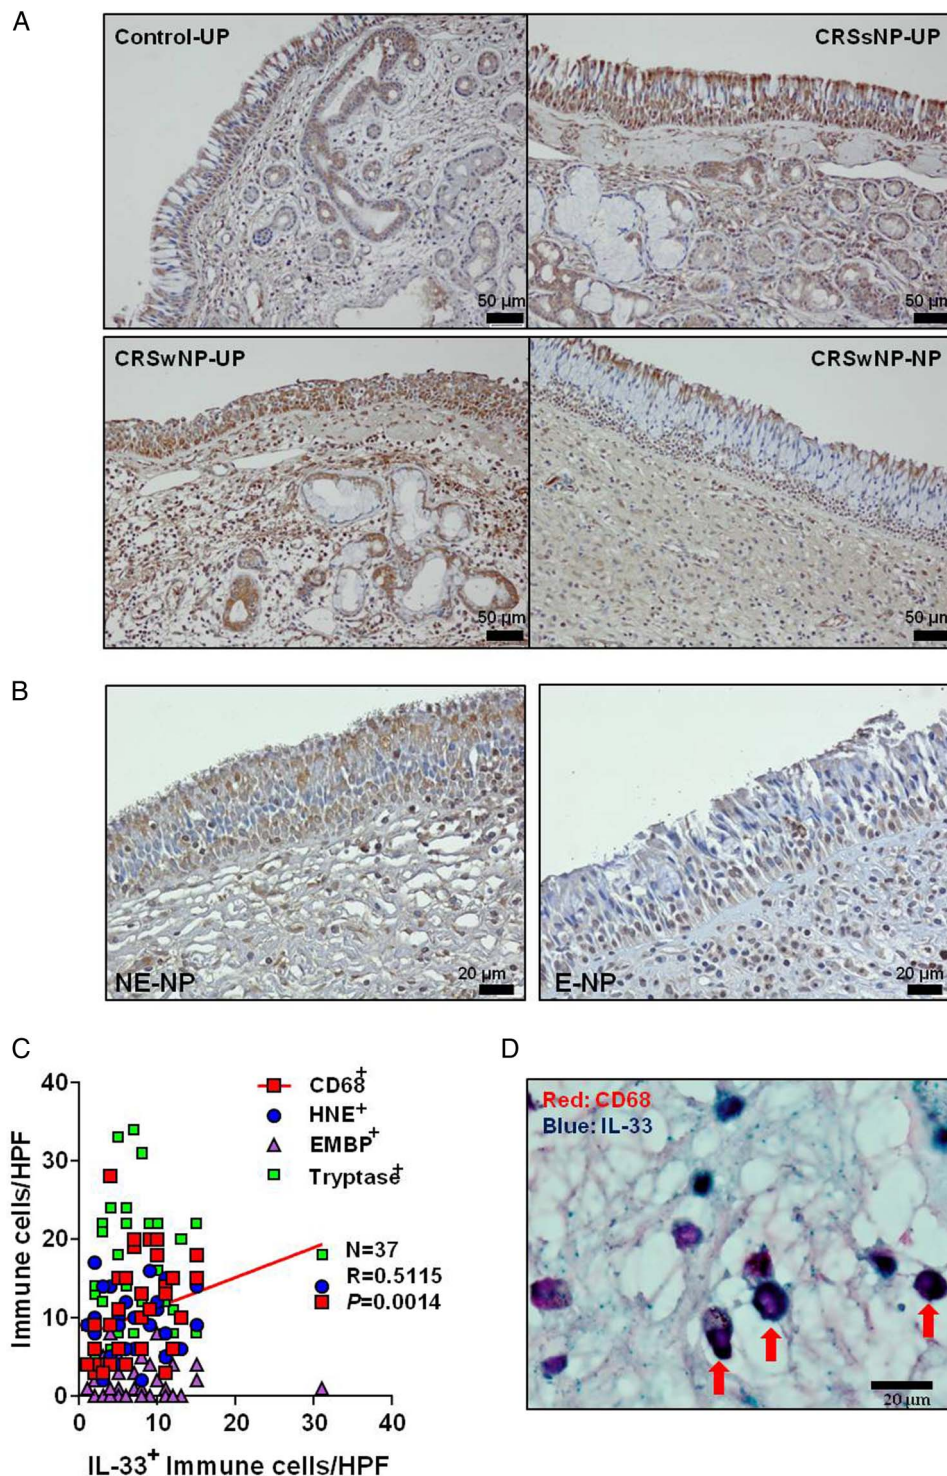 A
Control-UP
CRSsNP-UP
50 µm
50 µm
CRSwNP-UP
CRSwNP-NP
50 µm
50 µm
B
NE-NP
20 µm
E-NP
20 µm
C
40
30
20
10
0
0 10 20 30 40
Immune cells/HPF
IL-33+ Immune cells/HPF
CD68+
HNE+
EMBP+
Tryptase+
N=37
R=0.5115
P=0.0014
D
Red: CD68
Blue: IL-33
20 µm